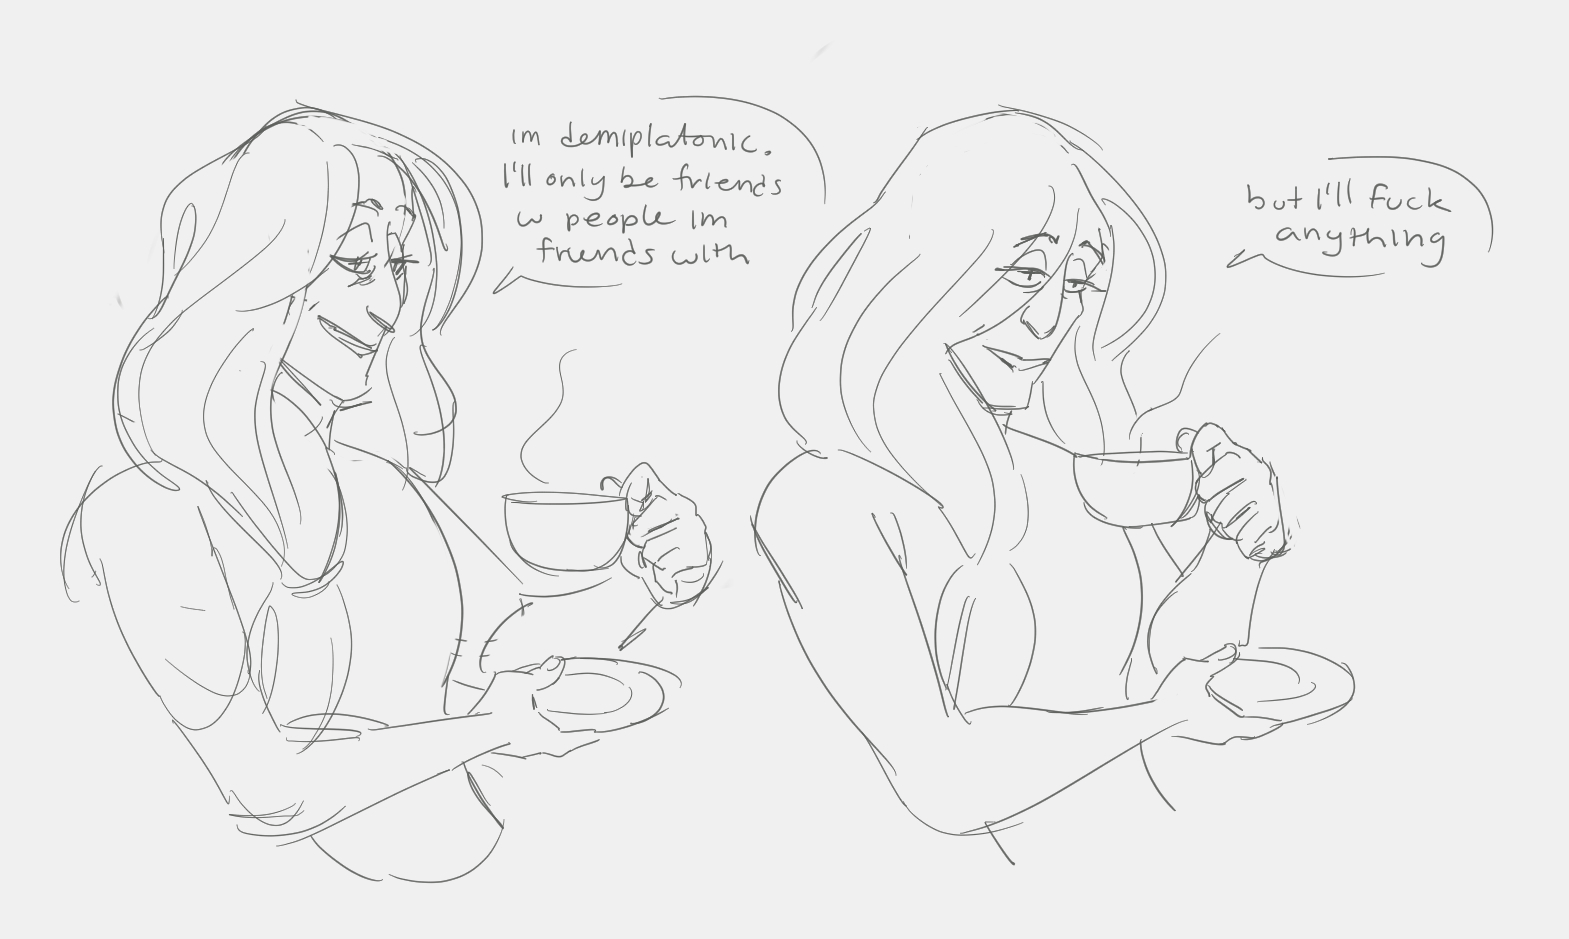 im demiplatonic.
I'll only be friends
w people Im
friends with
but I'll fuck
anything